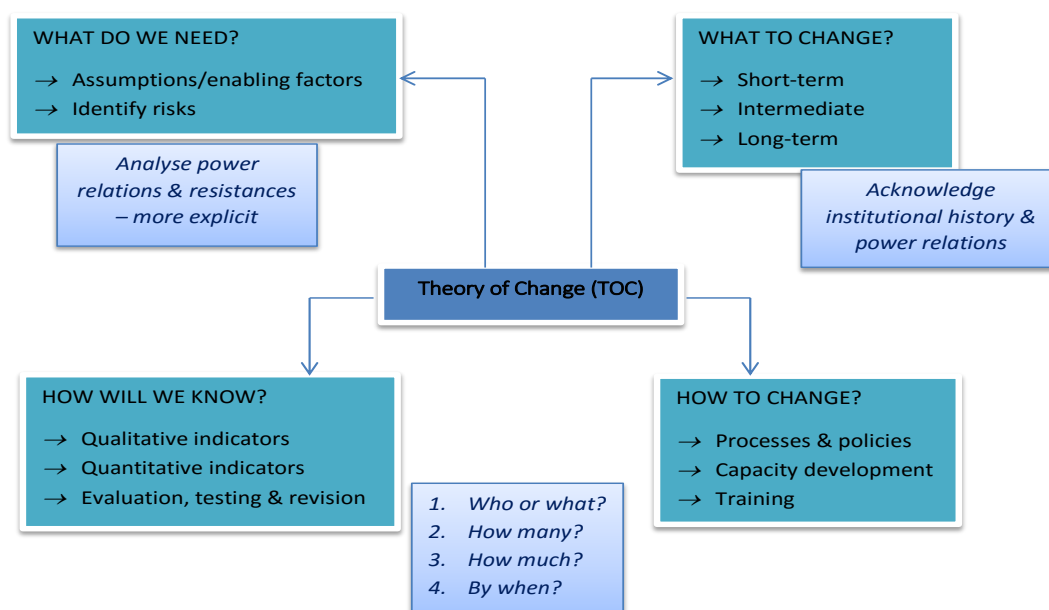 WHAT DO WE NEED?
→ Assumptions/enabling factors
→ Identify risks
Analyse power
relations & resistances
– more explicit
WHAT TO CHANGE?
→ Short-term
→ Intermediate
→ Long-term
Acknowledge
institutional history &
power relations
Theory of Change (TOC)
HOW WILL WE KNOW?
→ Qualitative indicators
→ Quantitative indicators
→ Evaluation, testing & revision
1. Who or what?
2. How many?
3. How much?
4. By when?
HOW TO CHANGE?
→ Processes & policies
→ Capacity development
→ Training